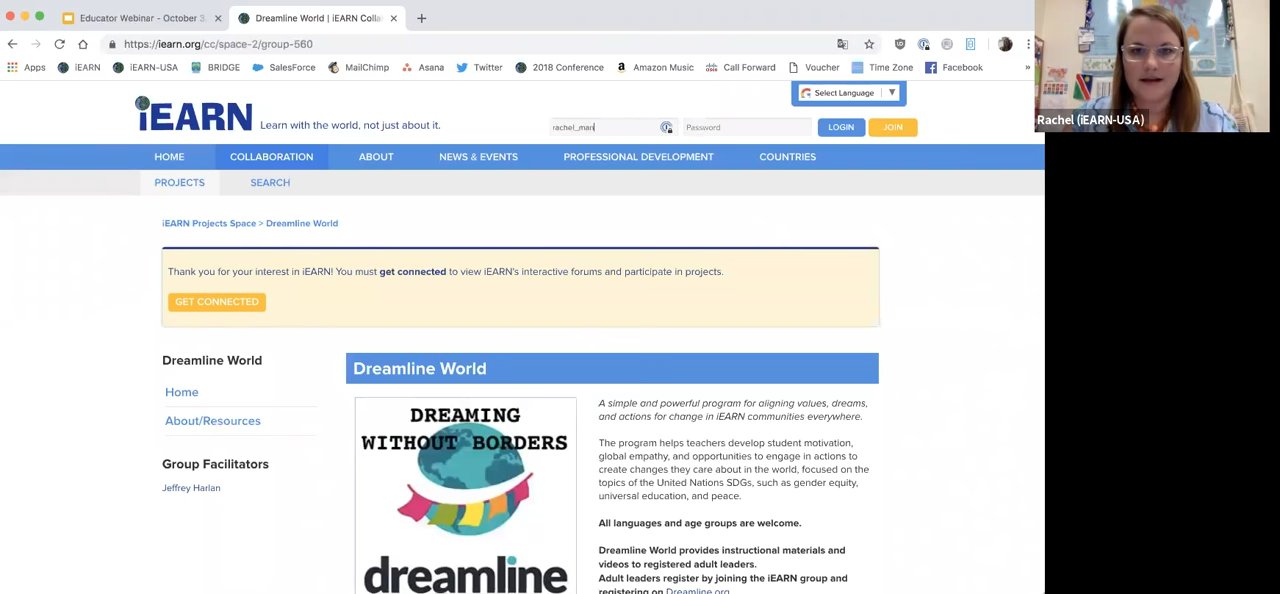 Educator Webinar - October 3,
Dreamline World | iEARN Colla
https://iearn.org/cc/space-2/group-560
Apps iEARN iEARN-USA BRIDGE SalesForce MailChimp Asana Twitter 2018 Conference Amazon Music Call Forward Voucher Time Zone Facebook »
Rachel (iEARN-USA)
Select Language ▼
iEARN Learn with the world, not just about it.
rachel_man Password LOGIN JOIN
HOME COLLABORATION ABOUT NEWS & EVENTS PROFESSIONAL DEVELOPMENT COUNTRIES
PROJECTS SEARCH
iEARN Projects Space > Dreamline World
Thank you for your interest in iEARN! You must get connected to view iEARN's interactive forums and participate in projects.
GET CONNECTED
Dreamline World
Home
About/Resources
Group Facilitators
Jeffrey Harlan
Dreamline World
DREAMING
WITHOUT BORDERS
dreamline
A simple and powerful program for aligning values, dreams,
and actions for change in iEARN communities everywhere.
The program helps teachers develop student motivation,
global empathy, and opportunities to engage in actions to
create changes they care about in the world, focused on the
topics of the United Nations SDGs, such as gender equity,
universal education, and peace.
All languages and age groups are welcome.
Dreamline World provides instructional materials and
videos to registered adult leaders.
Adult leaders register by joining the iEARN group and
registering on Dreamline.org